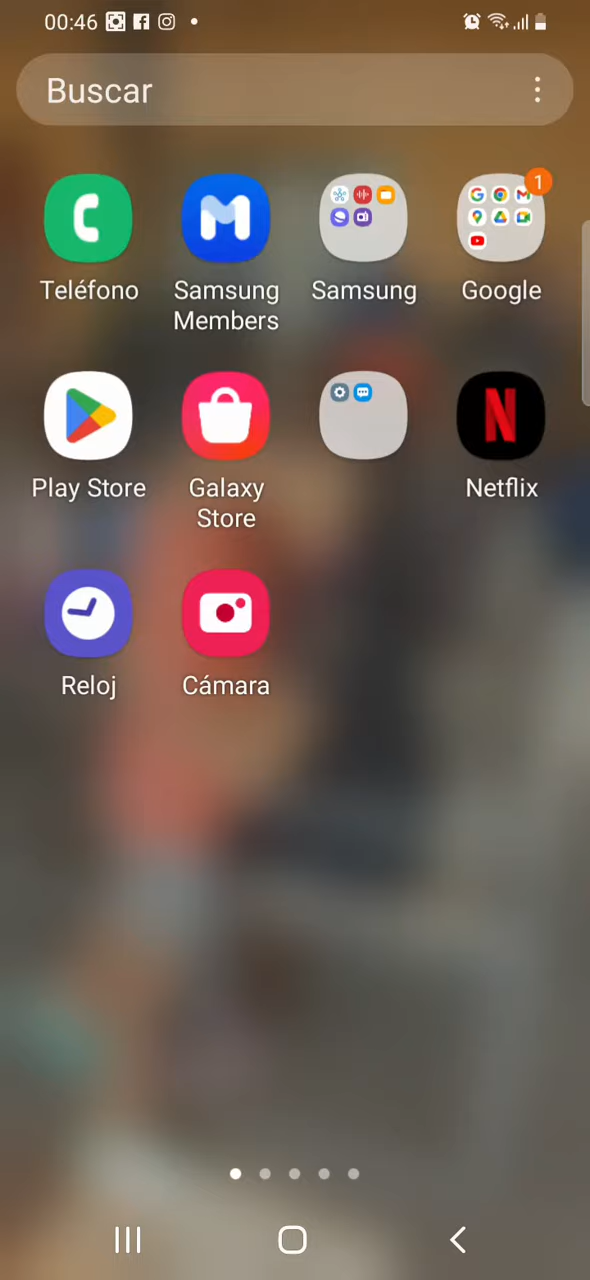 00:46
Buscar
1
Teléfono
Samsung
Members
Samsung
Google
Play Store
Galaxy
Store
Netflix
Reloj
Cámara